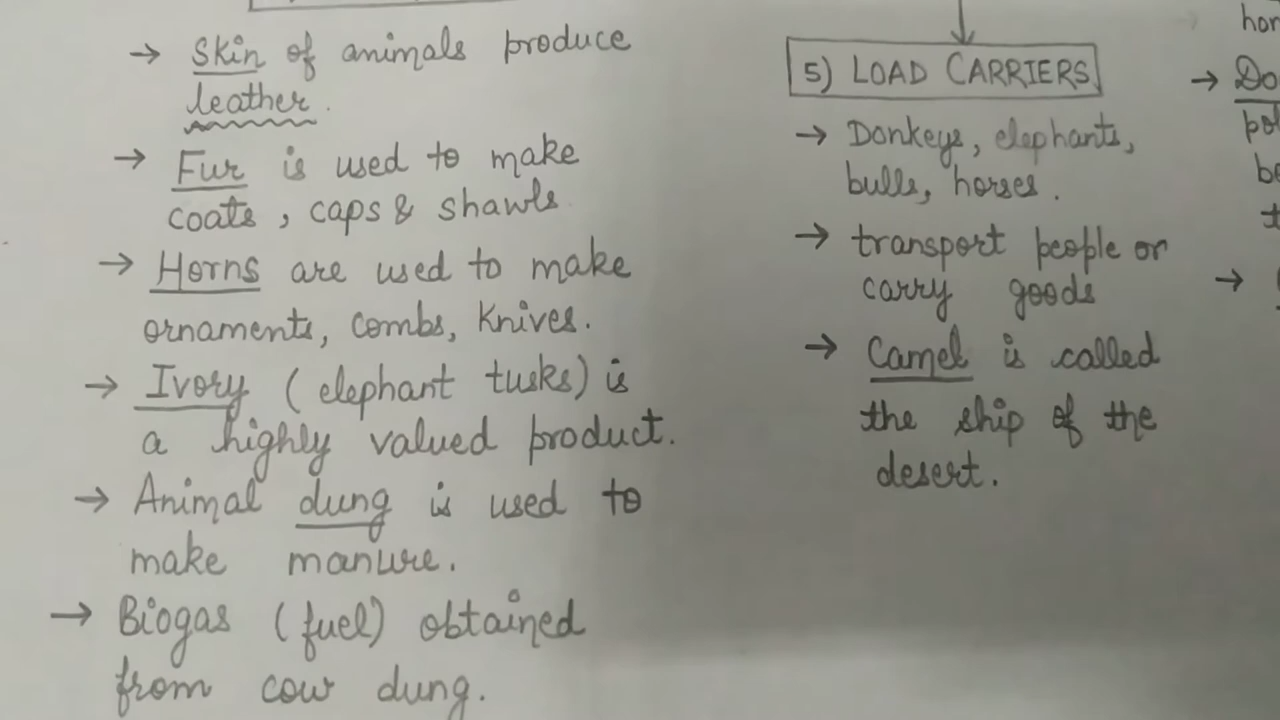 → Skin of animals produce
leather.
→ Fur is used to make
coats, caps & shawls
→ Horns are used to make
ornaments, combs, Knives.
→ Ivory (elephant tusks) is
a highly valued product.
→ Animal dung is used to
make manure.
→ Biogas (fuel) obtained
from cow dung.
5) LOAD CARRIERS
→ Donkeys, elephants,
bulls, horses.
→ transport people or
carry goods
→ Camel is called
the ship of the
desert.